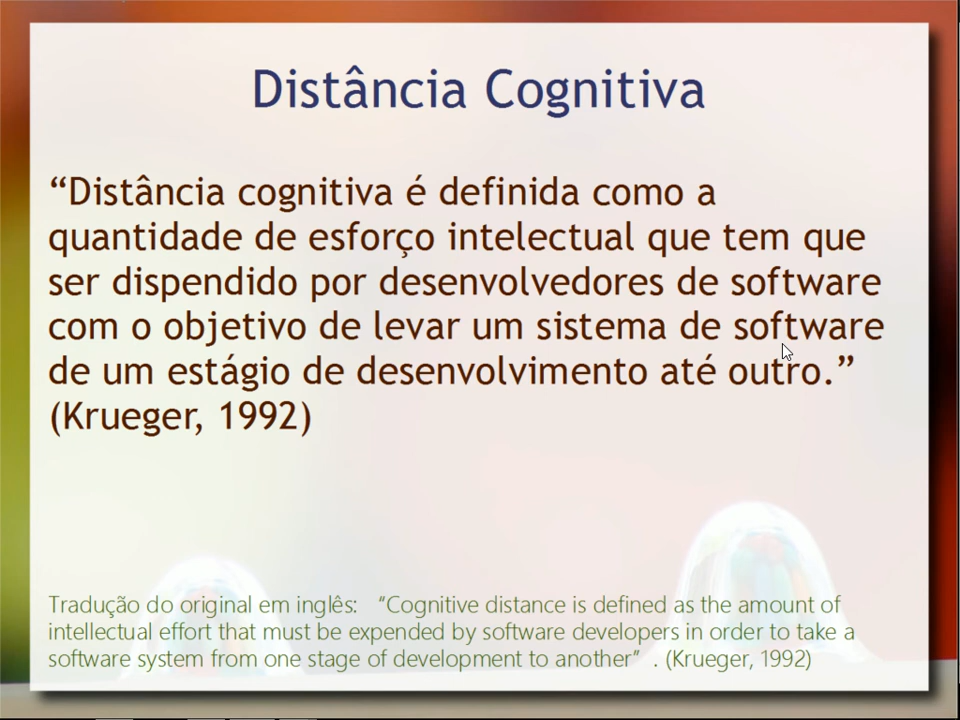 Distância Cognitiva
“Distância cognitiva é definida como a
quantidade de esforço intelectual que tem que
ser dispendido por desenvolvedores de software
com o objetivo de levar um sistema de software
de um estágio de desenvolvimento até outro.”
(Krueger, 1992)
Tradução do original em inglês: “Cognitive distance is defined as the amount of
intellectual effort that must be expended by software developers in order to take a
software system from one stage of development to another” . (Krueger, 1992)